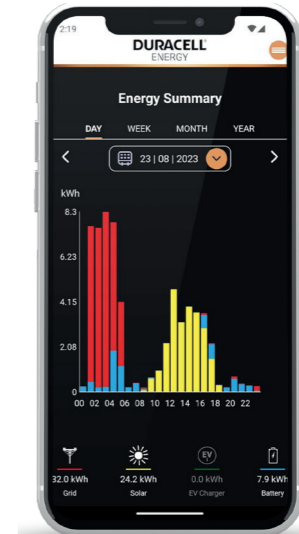 2:19
DURACELL
ENERGY
Energy Summary
DAY WEEK MONTH YEAR
23 | 08 | 2023
kWh
8.3
6.23
4.15
2.08
0
00 02 04 06 08 10 12 14 16 18 20 22
EV
32.0 kWh 24.2 kWh 0.0 kWh 7.9 kWh
Grid Solar EV Charger Battery